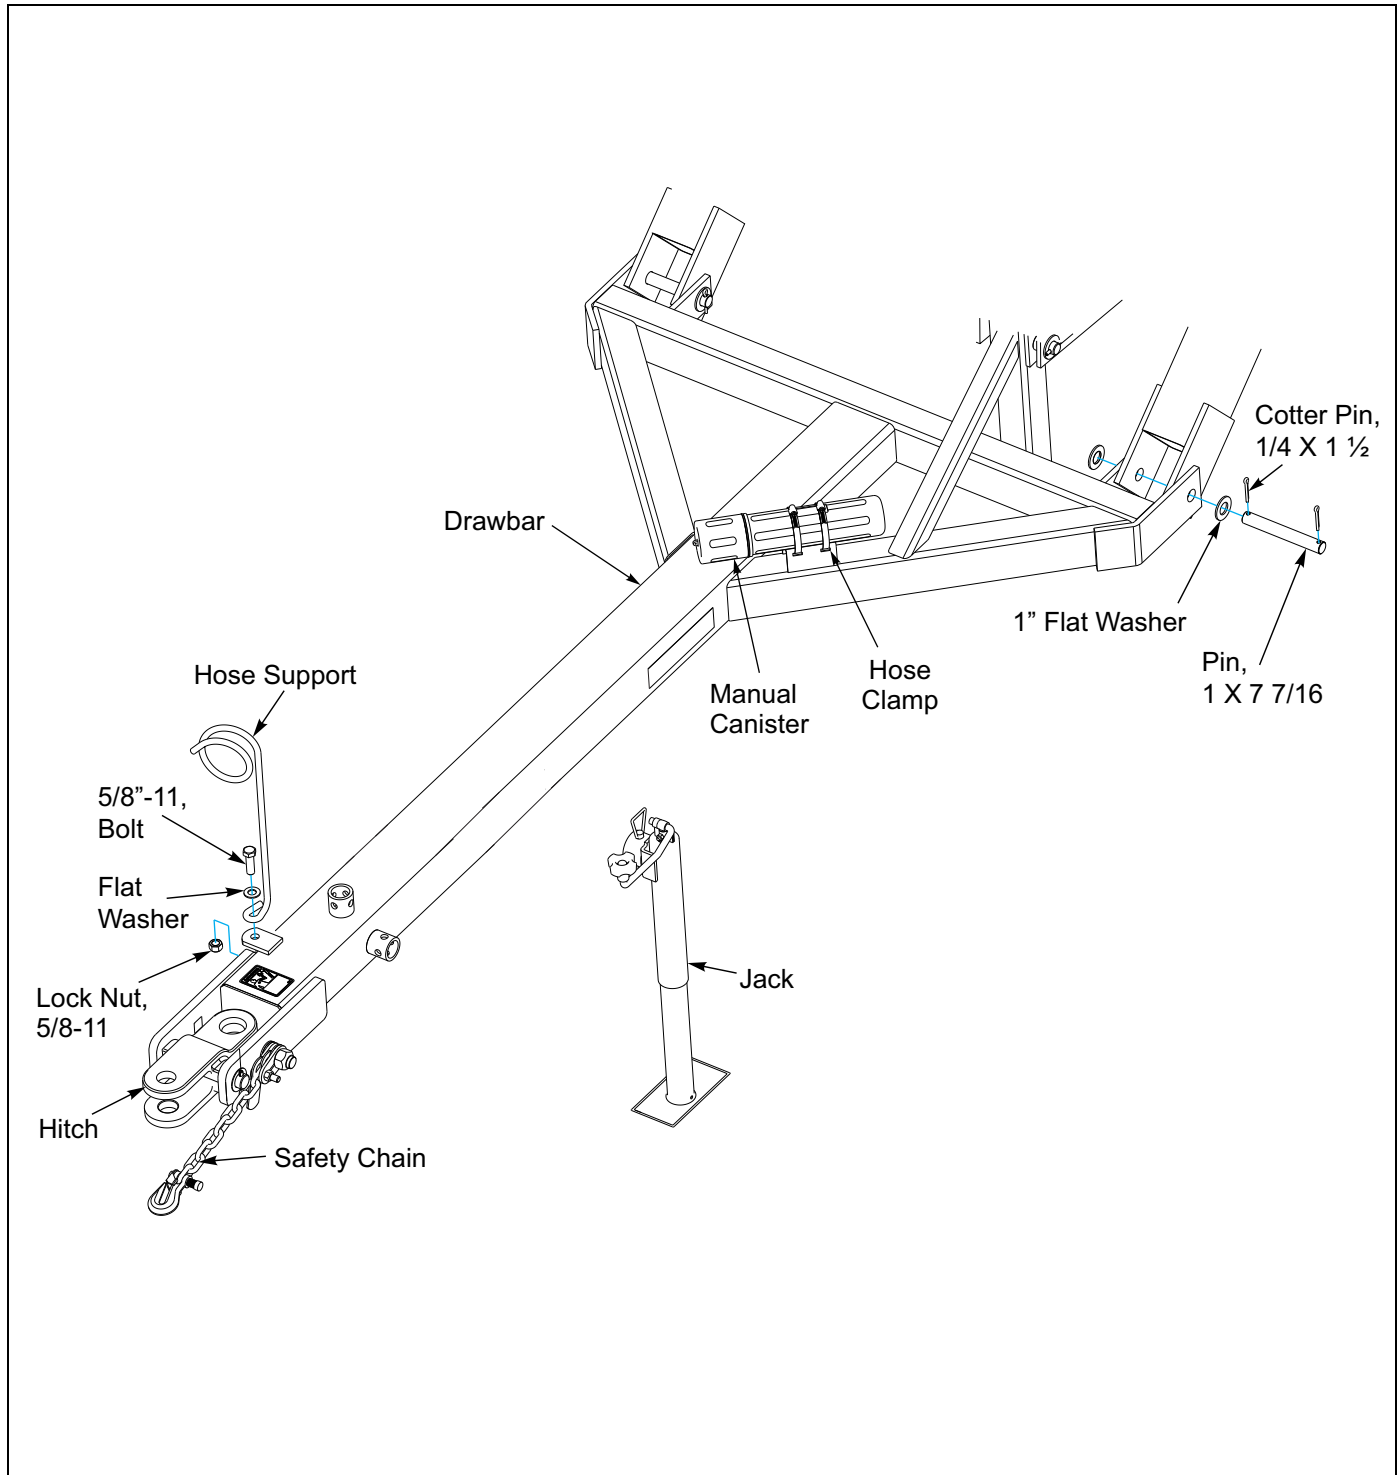 Cotter Pin,
1/4 X 1 ½
Drawbar
1” Flat Washer
Pin,
1 X 7 7/16
Hose
Clamp
Manual
Canister
Hose Support
5/8”-11,
Bolt
Flat
Washer
Lock Nut,
5/8-11
Jack
Hitch
Safety Chain